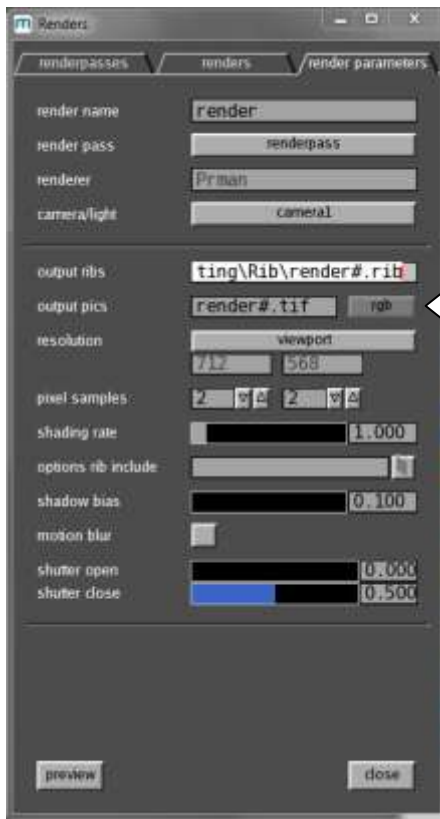 Renders
renderpasses renders render parameters
render name render
render pass renderpass
renderer Prman
camera/light camera1
output ribs ting\Rib\render#.rib
output pics render#.tif rgb
resolution viewport
712 568
pixel samples 2 2
shading rate 1.000
options rib include
shadow bias 0.100
motion blur
shutter open 0.000
shutter close 0.500
preview close